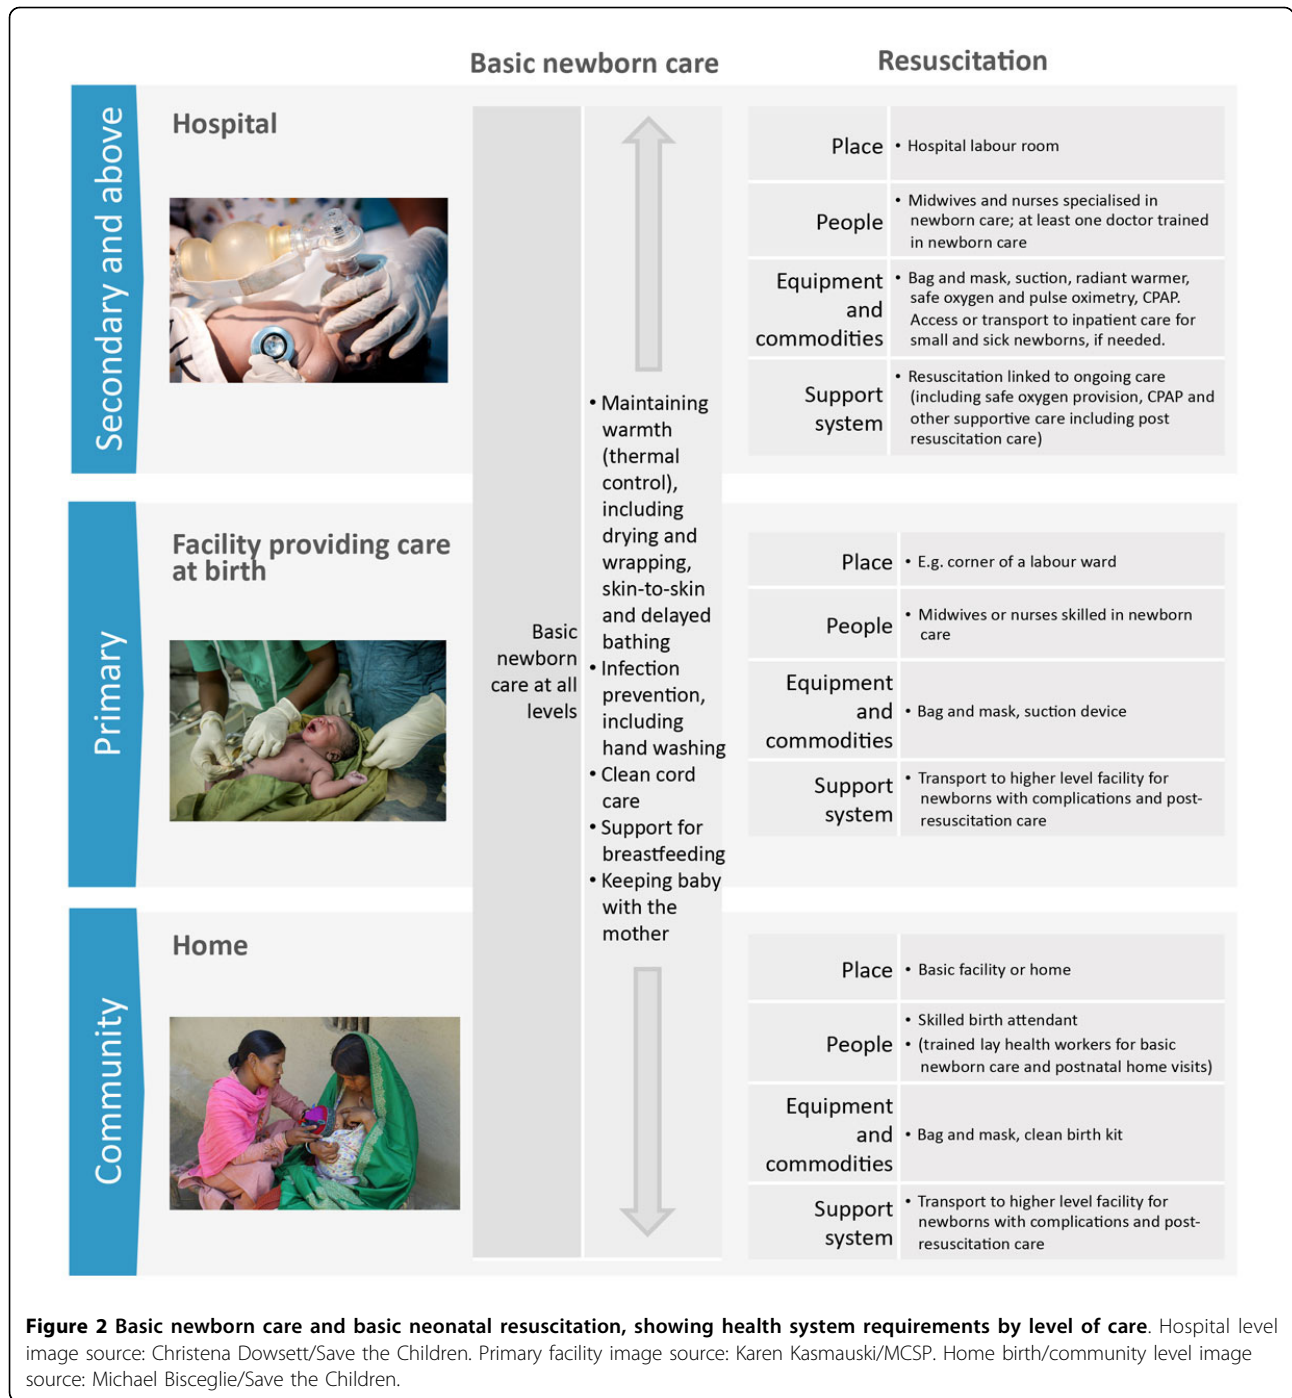 Basic newborn care
Resuscitation
Secondary and above
Hospital
Place
• Hospital labour room
People
• Midwives and nurses specialised in
newborn care; at least one doctor trained
in newborn care
Equipment
and
commodities
• Bag and mask, suction, radiant warmer,
safe oxygen and pulse oximetry, CPAP.
Access or transport to inpatient care for
small and sick newborns, if needed.
Support
system
• Resuscitation linked to ongoing care
(including safe oxygen provision, CPAP and
other supportive care including post
resuscitation care)
Basic
newborn
care at all
levels
• Maintaining
warmth
(thermal
control),
including
drying and
wrapping,
skin-to-skin
and delayed
bathing
• Infection
prevention,
including
hand washing
• Clean cord
care
• Support for
breastfeeding
• Keeping baby
with the
mother
Primary
Facility providing care
at birth
Place
• E.g. corner of a labour ward
People
• Midwives or nurses skilled in newborn
care
Equipment
and
commodities
• Bag and mask, suction device
Support
system
• Transport to higher level facility for
newborns with complications and post-
resuscitation care
Community
Home
Place
• Basic facility or home
People
• Skilled birth attendant
• (trained lay health workers for basic
newborn care and postnatal home visits)
Equipment
and
commodities
• Bag and mask, clean birth kit
Support
system
• Transport to higher level facility for
newborns with complications and post-
resuscitation care
Figure 2 Basic newborn care and basic neonatal resuscitation, showing health system requirements by level of care. Hospital level
image source: Christena Dowsett/Save the Children. Primary facility image source: Karen Kasmauski/MCSP. Home birth/community level image
source: Michael Bisceglie/Save the Children.